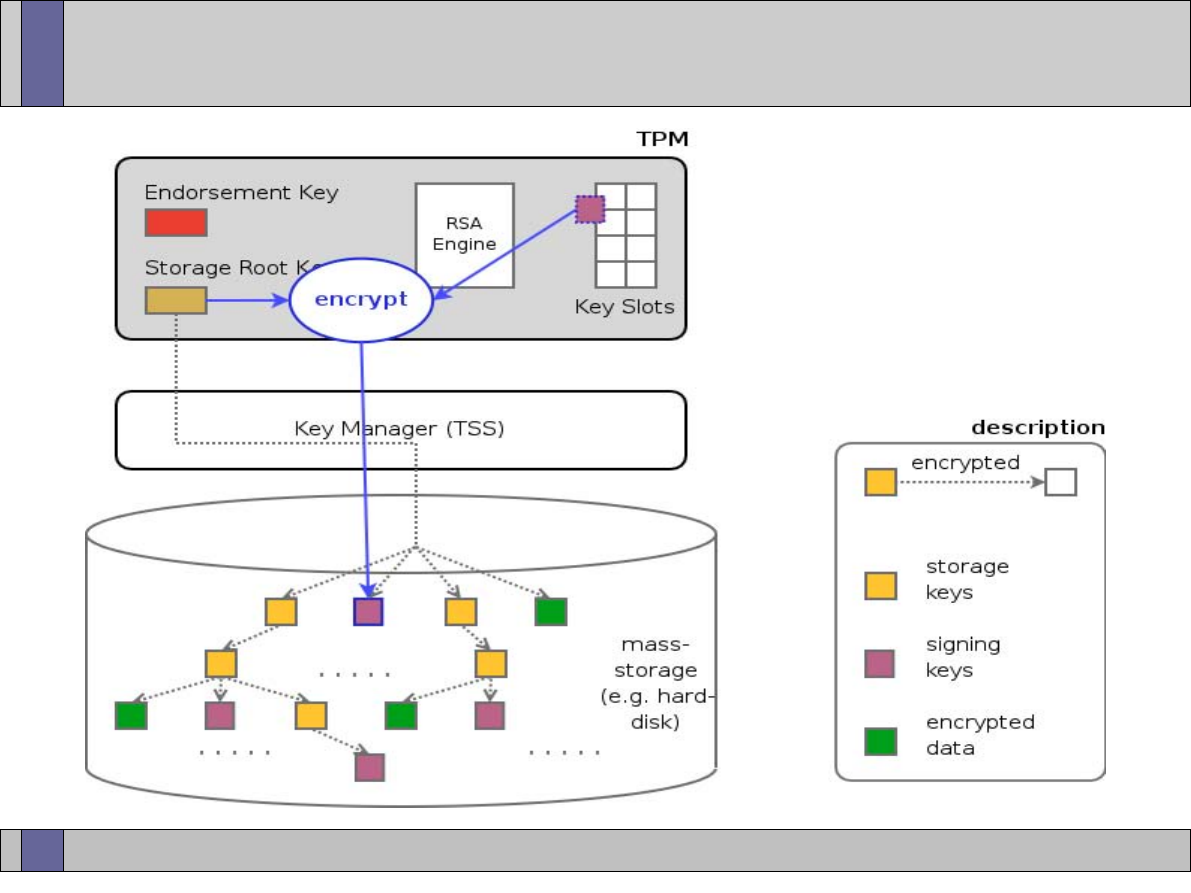 TPM
Endorsement Key
RSA
Engine
Storage Root Ke
encrypt
Key Slots
Key Manager (TSS)
description
encrypted
storage
keys
mass-
storage
(e.g. hard-
disk)
signing
keys
encrypted
data